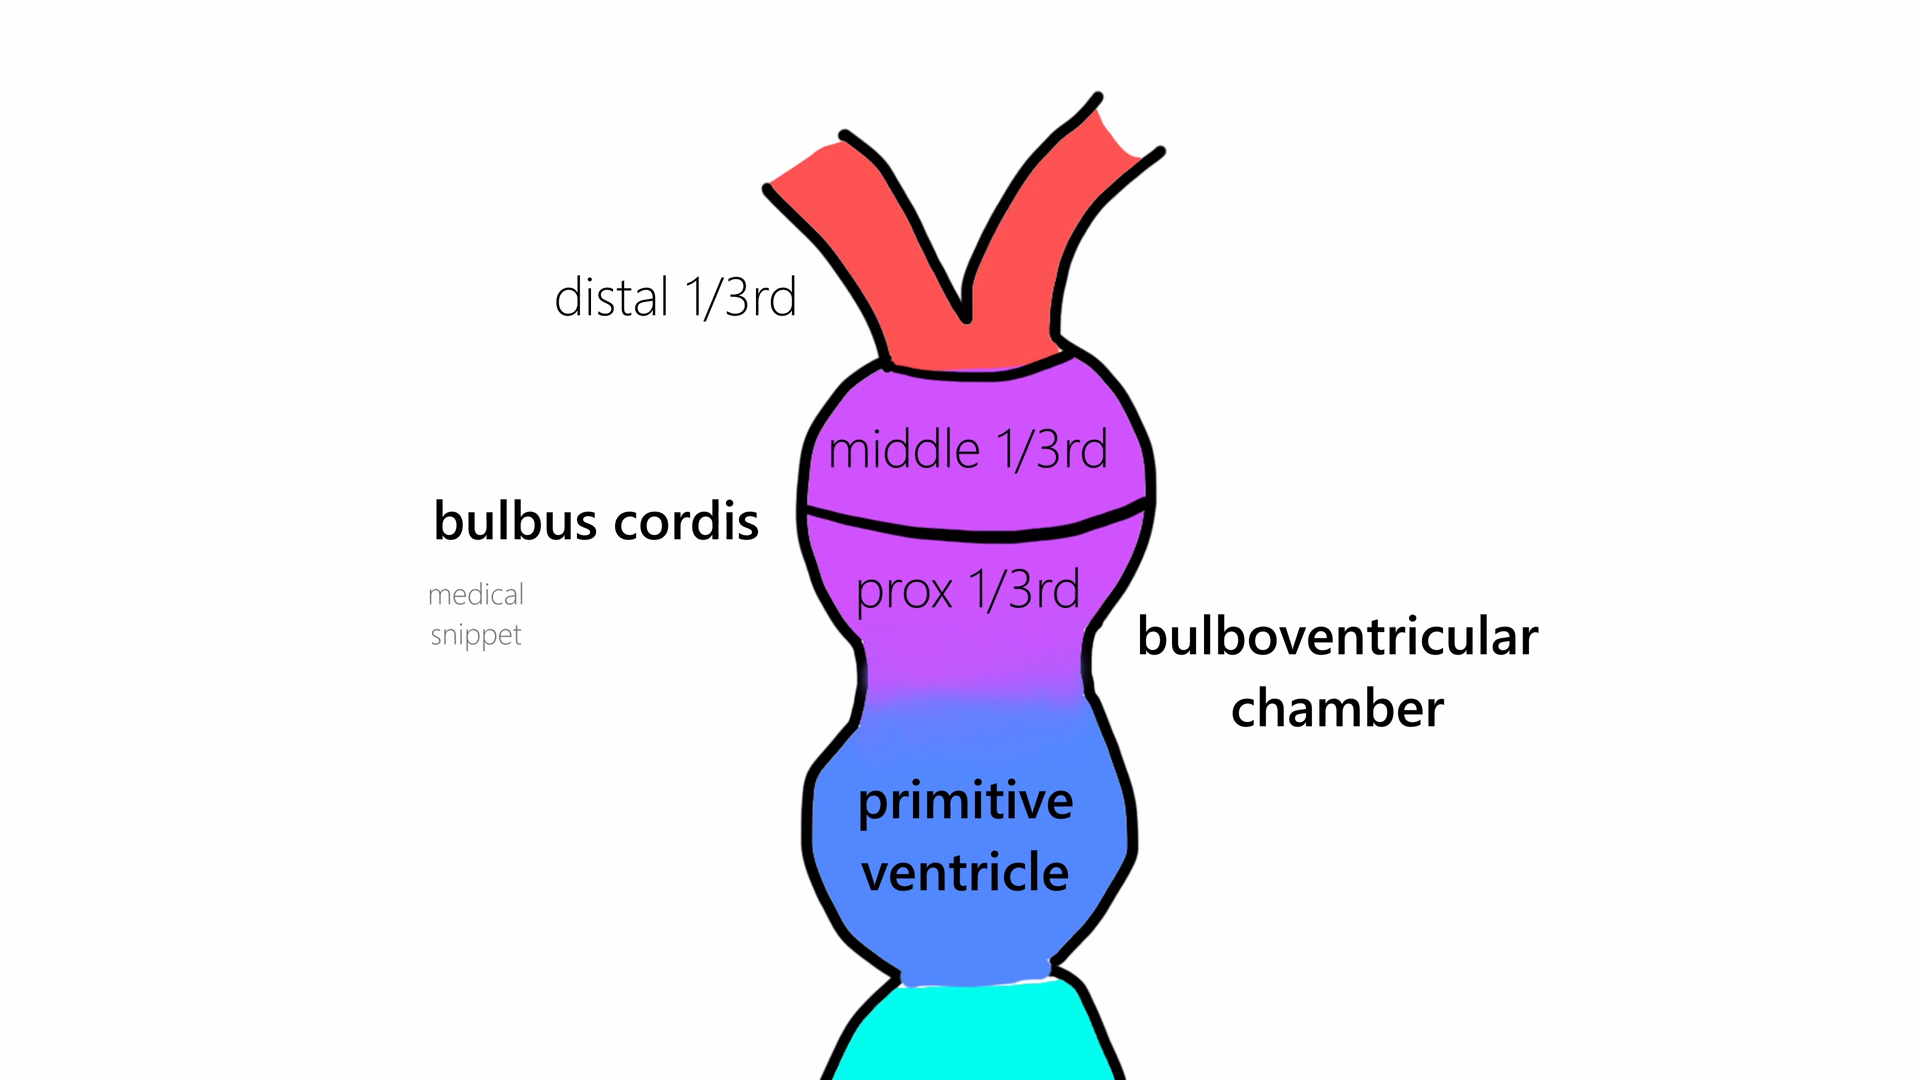 distal 1/3rd
middle 1/3rd
bulbus cordis
medical
snippet
prox 1/3rd
bulboventricular
chamber
primitive
ventricle